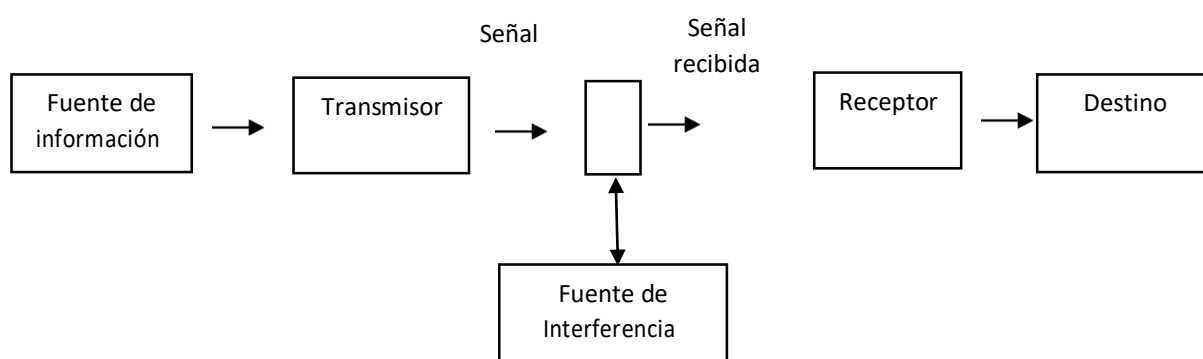 Señal
Señal
recibida
Fuente de
información
Transmisor
Receptor
Destino
Fuente de
Interferencia